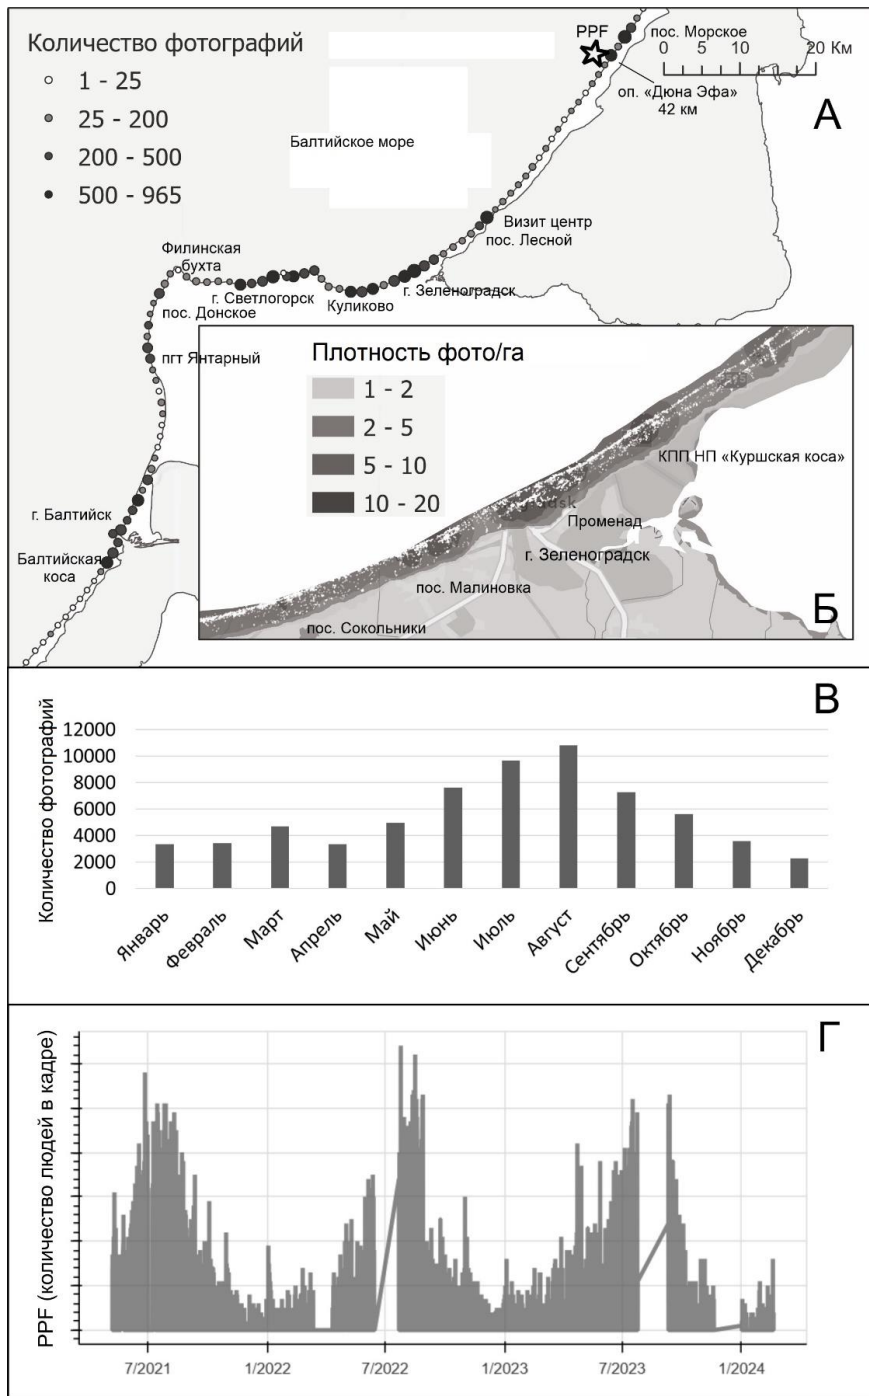 Количество фотографий
1 - 25
25 - 200
200 - 500
500 - 965
Балтийское море
PPF
пос. Морское
0 5 10 20 Км
оп. «Дюна Эфа»
42 км
А
Визит центр
пос. Лесной
Филинская
бухта
г. Светлогорск
Куликово
г. Зеленоградск
пос. Донское
пгт Янтарный
г. Балтийск
Балтийская
коса
Плотность фото/га
1 - 2
2 - 5
5 - 10
10 - 20
КПП НП «Куршская коса»
Променад
г. Зеленоградск
пос. Малиновка
пос. Сокольники
Б
В
Количество фотографий
12000
10000
8000
6000
4000
2000
0
Январь
Февраль
Март
Апрель
Май
Июнь
Июль
Август
Сентябрь
Октябрь
Ноябрь
Декабрь
Г
PPF (количество людей в кадре)
7/2021
1/2022
7/2022
1/2023
7/2023
1/2024